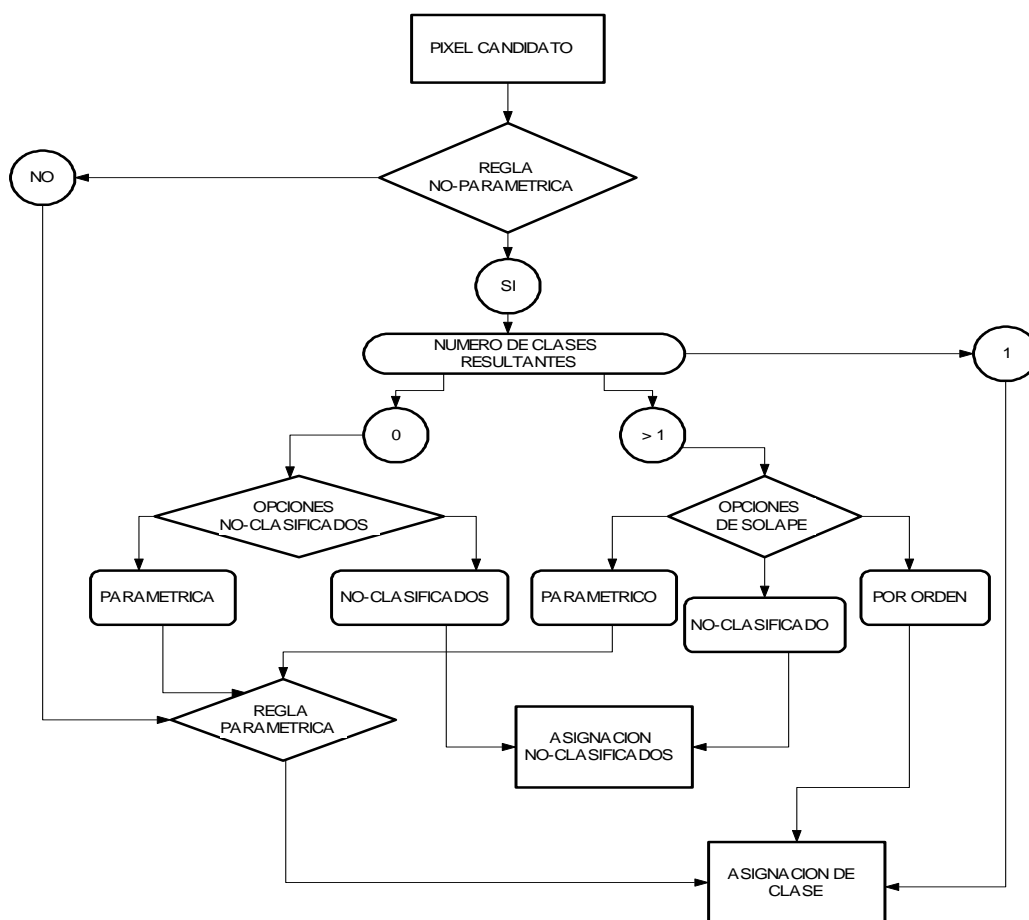 PIXEL CANDIDATO
REGLA
NO-PARAMETRICA
NO
SI
NUMERO DE CLASES
RESULTANTES
1
0
> 1
OPCIONES
NO-CLASIFICADOS
OPCIONES
DE SOLAPE
PARAMETRICA
NO-CLASIFICADOS
PARAMETRICO
NO-CLASIFICADO
POR ORDEN
REGLA
PARAMETRICA
ASIGNACION
NO-CLASIFICADOS
ASIGNACION DE
CLASE